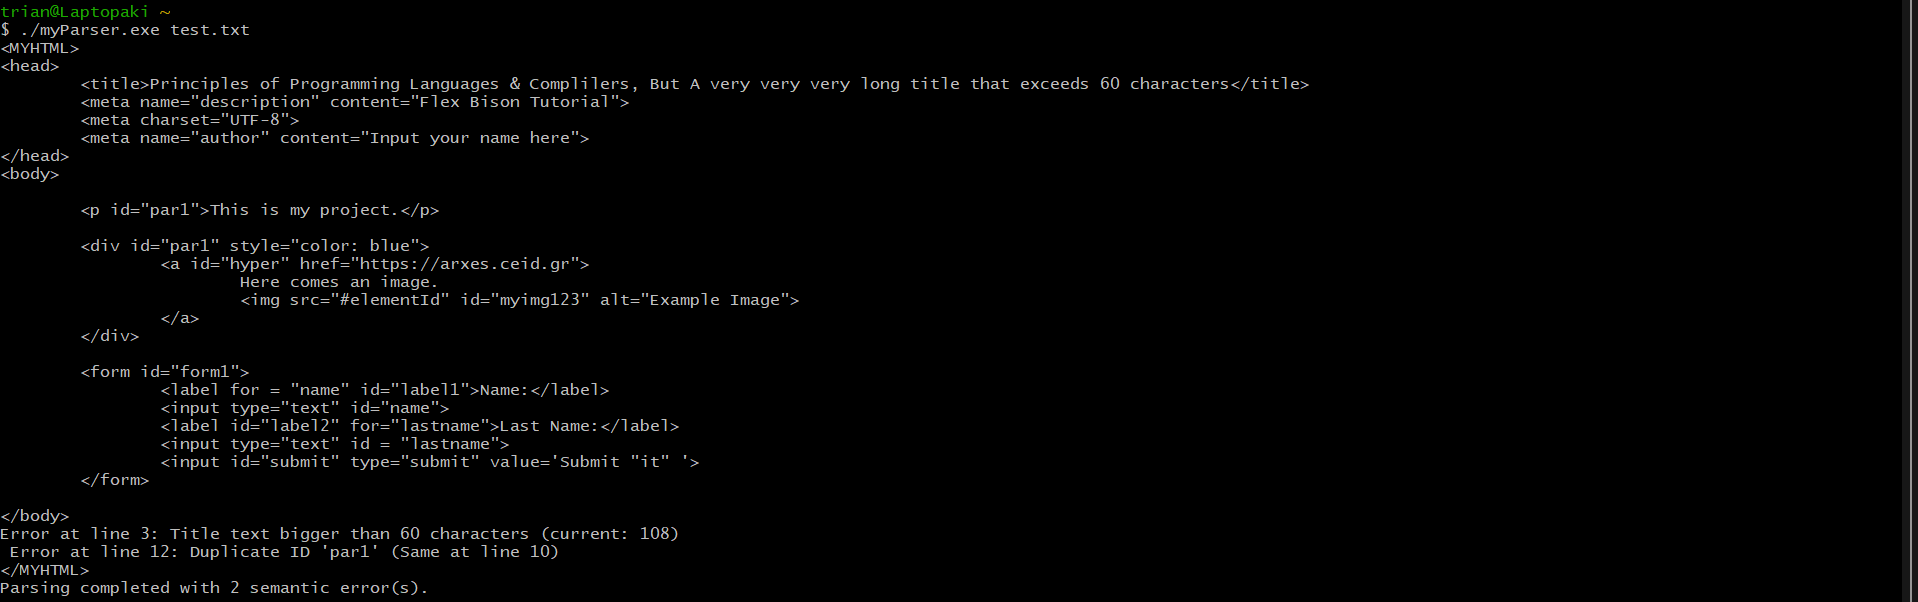 trian@Laptopaki ~
$ ./myParser.exe test.txt
<MYHTML>
<head>
        <title>Principles of Programming Languages & Complilers, But A very very very long title that exceeds 60 characters</title>
        <meta name="description" content="Flex Bison Tutorial">
        <meta charset="UTF-8">
        <meta name="author" content="Input your name here">
</head>
<body>

        <p id="par1">This is my project.</p>

        <div id="par1" style="color: blue">
                <a id="hyper" href="https://arxes.ceid.gr">
                        Here comes an image.
                        <img src="#elementId" id="myimg123" alt="Example Image">
                </a>
        </div>

        <form id="form1">
                <label for = "name" id="label1">Name:</label>
                <input type="text" id="name">
                <label id="label2" for="lastname">Last Name:</label>
                <input type="text" id = "lastname">
                <input id="submit" type="submit" value='Submit "it" '>
        </form>

</body>
Error at line 3: Title text bigger than 60 characters (current: 108)
 Error at line 12: Duplicate ID 'par1' (Same at line 10)
</MYHTML>
Parsing completed with 2 semantic error(s).